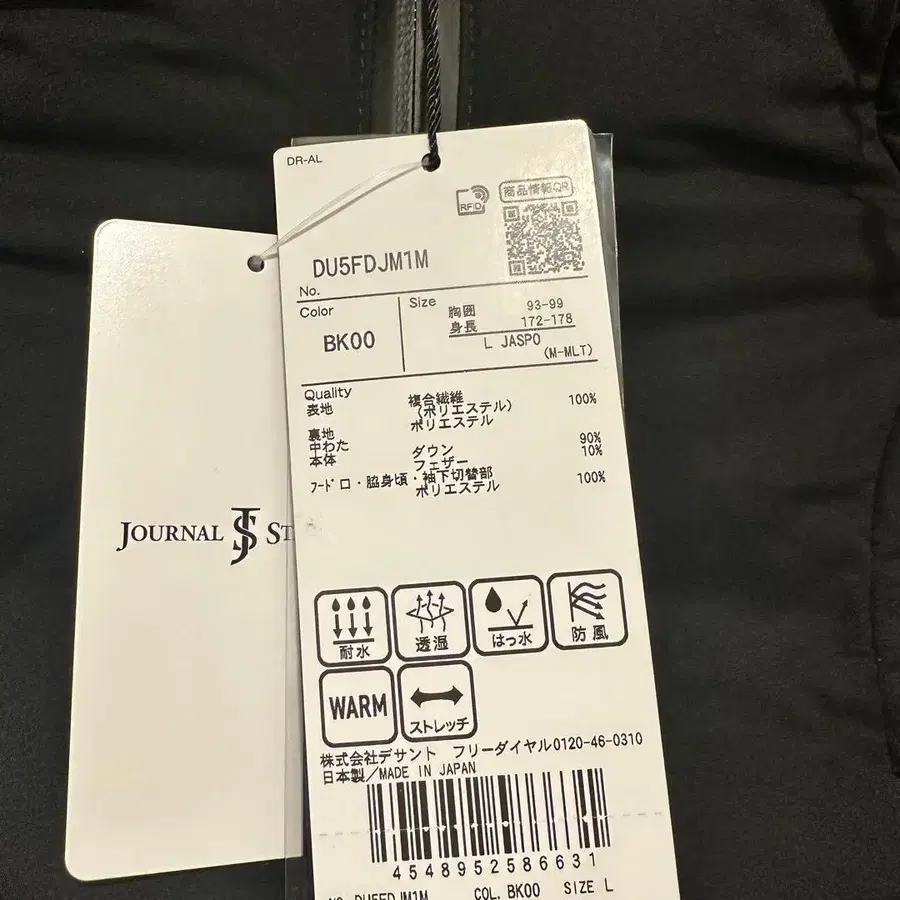 DR-AL
RFID
商品情報QR
DU5FDJM1M
No.
Color
BK00
Size
胸囲 93-99
身長 172-178
L JASPO
(M-MLT)
Quality
表地 複合繊維 100%
(ポリエステル)
裏地 ポリエステル
中わた
本体 ダウン 90%
フェザー 10%
フード口・脇身頃・袖下切替部
ポリエステル 100%
JOURNAL JS ST
耐水
透湿
はっ水
防風
WARM
ストレッチ
株式会社デサント フリーダイヤル0120-46-0310
日本製/MADE IN JAPAN
4548952586631
NO. DU5FDJM1M COL. BK00 SIZE L